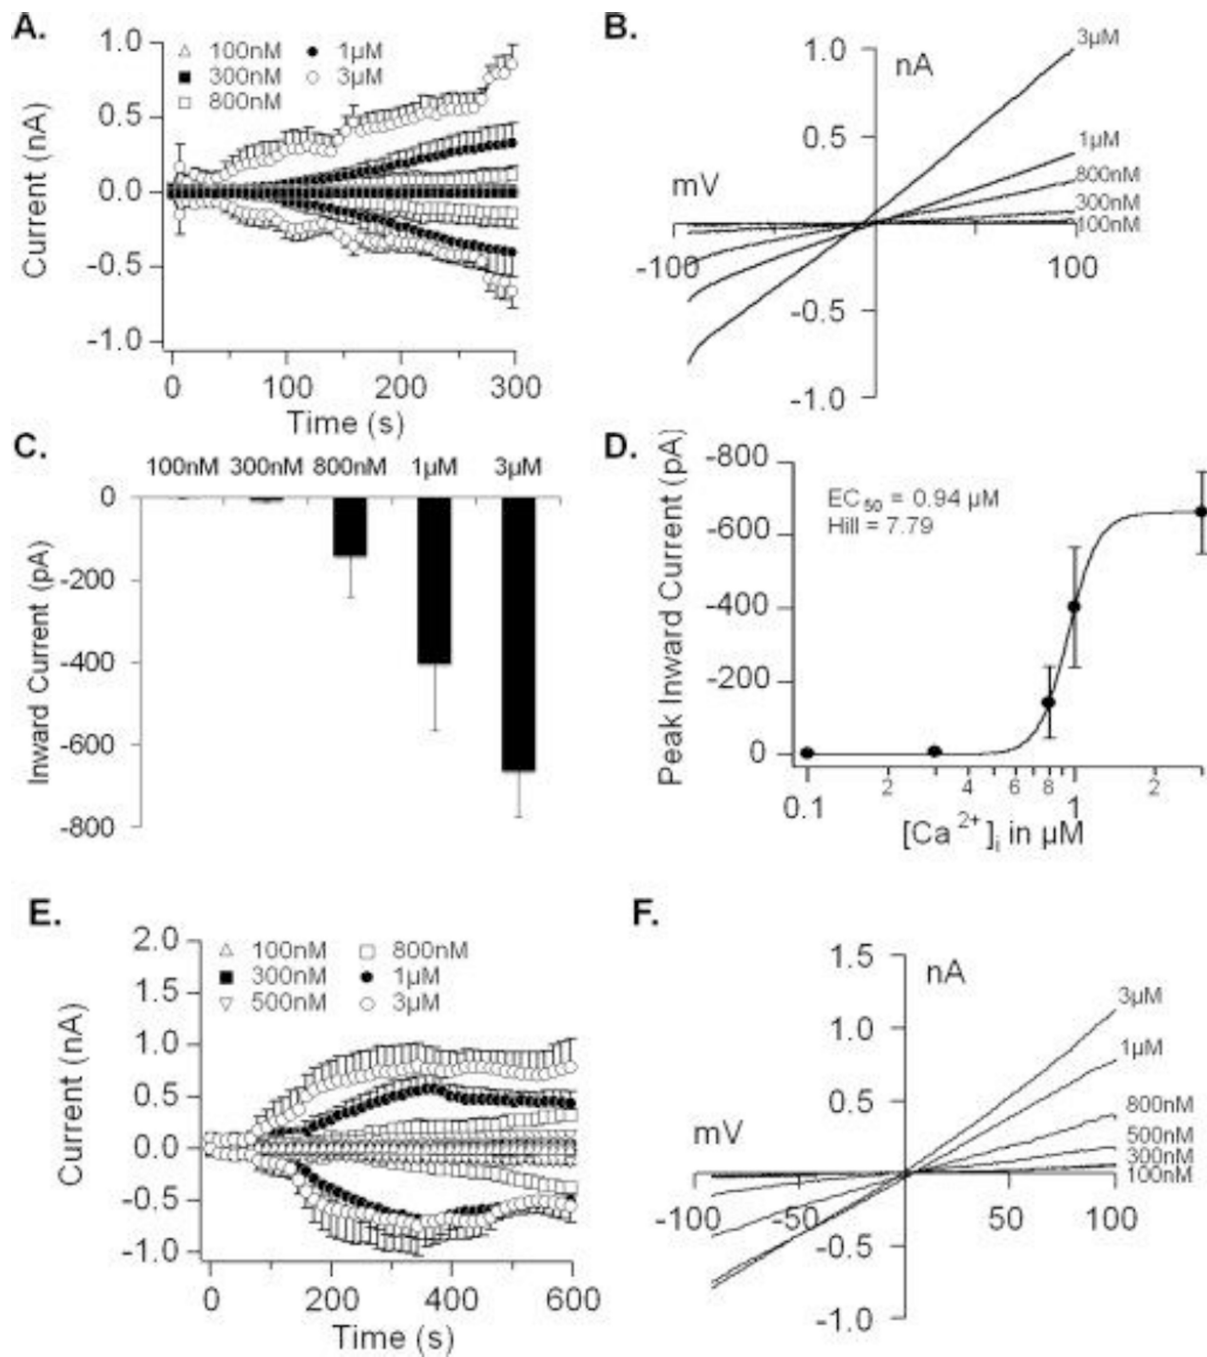 A.
1.0
0.5
0.0
-0.5
-1.0
Current (nA)
100nM
300nM
800nM
1µM
3µM
0
100
200
300
Time (s)
B.
nA
mV
1.0
0.5
-0.5
-1.0
-100
100
3µM
1µM
800nM
300nM
100nM
C.
100nM 300nM 800nM 1µM 3µM
0
-200
-400
-600
-800
Inward Current (pA)
D.
-800
-600
-400
-200
0
Peak Inward Current (pA)
EC50 = 0.94 µM
Hill = 7.79
0.1
2
4
6
8
1
2
[Ca 2+]i in µM
E.
2.0
1.5
1.0
0.5
0.0
-0.5
-1.0
Current (nA)
100nM
300nM
500nM
800nM
1µM
3µM
0
200
400
600
Time (s)
F.
nA
mV
1.5
1.0
0.5
-0.5
-1.0
-100
-50
50
100
3µM
1µM
800nM
500nM
300nM
100nM